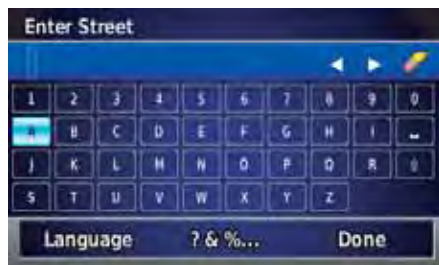 Enter Street
1 2 3 4 5 6 7 8 9 0
A B C D E F G H I
J K L M N O P Q R
S T U V W X Y Z
Language ? & %... Done